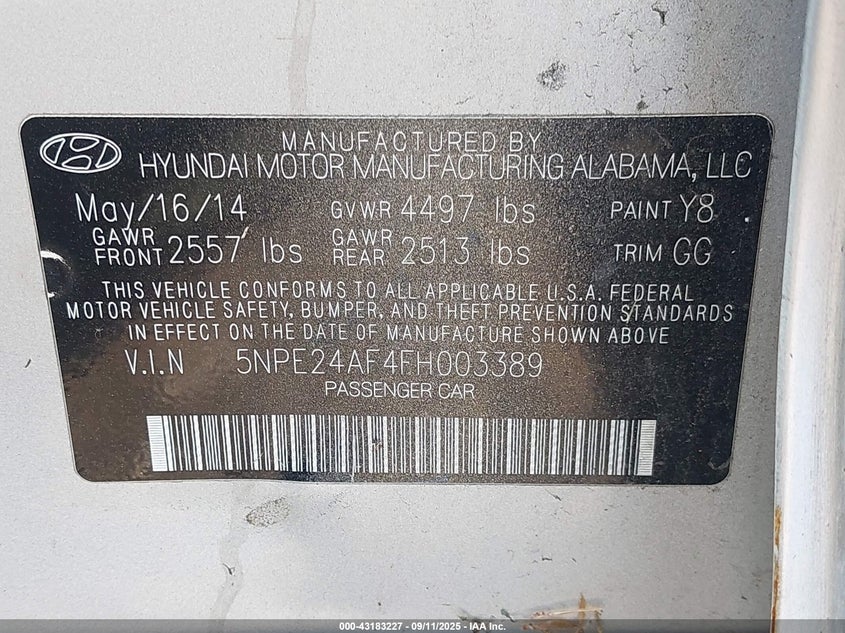 MANUFACTURED BY
HYUNDAI MOTOR MANUFACTURING ALABAMA, LLC
May/16/14 GVWR 4497 lbs PAINT Y8
GAWR FRONT 2557 lbs GAWR REAR 2513 lbs TRIM GG
THIS VEHICLE CONFORMS TO ALL APPLICABLE U.S.A. FEDERAL
MOTOR VEHICLE SAFETY, BUMPER, AND THEFT PREVENTION STANDARDS
IN EFFECT ON THE DATE OF MANUFACTURE SHOWN ABOVE
V.I.N 5NPE24AF4FH003389
PASSENGER CAR
000-43183227 - 09/11/2025 - IAA Inc.